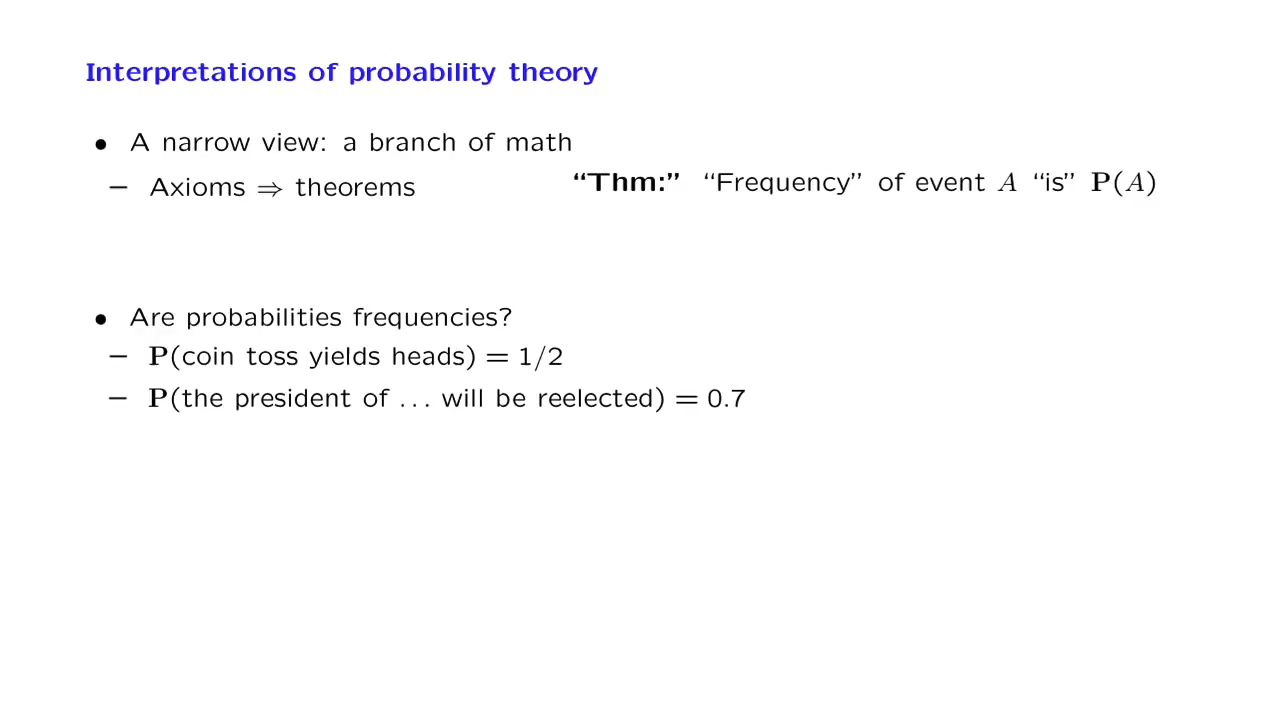 Interpretations of probability theory
• A narrow view: a branch of math
– Axioms ⇒ theorems “Thm:” “Frequency” of event A “is” P(A)
• Are probabilities frequencies?
– P(coin toss yields heads) = 1/2
– P(the president of ... will be reelected) = 0.7